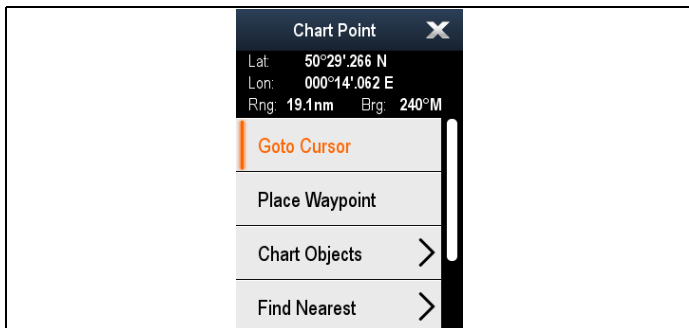 Chart Point X
Lat: 50°29'.266 N
Lon: 000°14'.062 E
Rng: 19.1nm Brg: 240°M
Goto Cursor
Place Waypoint
Chart Objects
Find Nearest